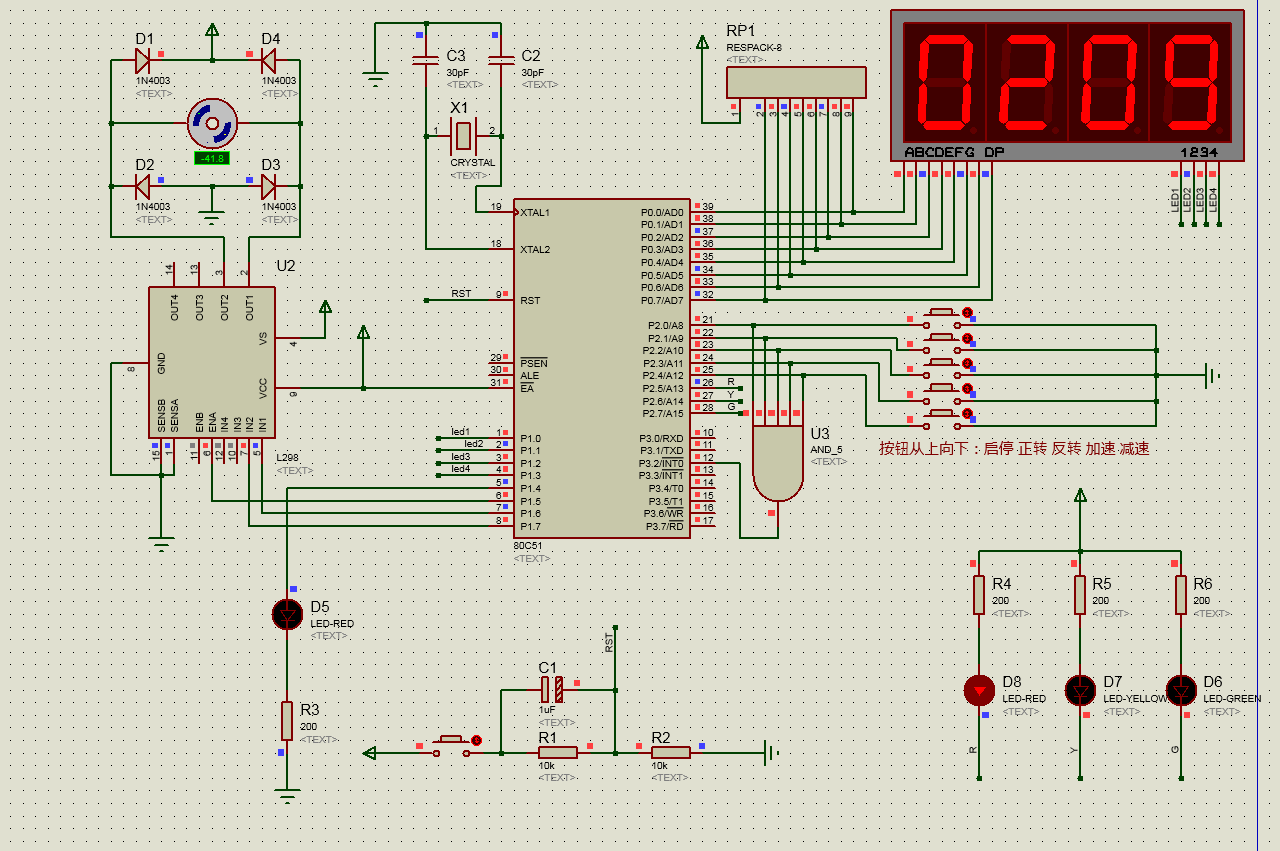 D1
D4
1N4003
<TEXT>
1N4003
<TEXT>
-41.8
D2
D3
1N4003
<TEXT>
1N4003
<TEXT>
C3
30pF
<TEXT>
C2
30pF
<TEXT>
X1
1
2
CRYSTAL
<TEXT>
RP1
RESPACK-8
<TEXT>
1
2
3
4
5
6
7
8
9
0209
ABCDEFG DP
1234
LED1
LED2
LED3
LED4
U2
14
13
3
2
OUT4
OUT3
OUT2
OUT1
VS
4
GND
8
VCC
9
SENSB
SENSA
ENB
ENA
IN4
IN3
IN2
IN1
15
1
11
6
12
10
7
5
L298
<TEXT>
19
XTAL1
18
XTAL2
RST
9
RST
29
PSEN
30
ALE
31
EA
led1
1
P1.0
led2
2
P1.1
led3
3
P1.2
led4
4
P1.3
5
P1.4
6
P1.5
7
P1.6
8
P1.7
P0.0/AD0
39
P0.1/AD1
38
P0.2/AD2
37
P0.3/AD3
36
P0.4/AD4
35
P0.5/AD5
34
P0.6/AD6
33
P0.7/AD7
32
P2.0/A8
21
P2.1/A9
22
P2.2/A10
23
P2.3/A11
24
P2.4/A12
25
P2.5/A13
26
R
P2.6/A14
27
Y
P2.7/A15
28
G
P3.0/RXD
10
P3.1/TXD
11
P3.2/INT0
12
P3.3/INT1
13
P3.4/T0
14
P3.5/T1
15
P3.6/WR
16
P3.7/RD
17
80C51
<TEXT>
U3
AND_5
<TEXT>
按钮从上向下：启停 正转 反转 加速 减速
D5
LED-RED
<TEXT>
R3
200
<TEXT>
RST
C1
1uF
<TEXT>
R1
10k
<TEXT>
R2
10k
<TEXT>
R4
200
<TEXT>
R5
200
<TEXT>
R6
200
<TEXT>
D8
LED-RED
<TEXT>
D7
LED-YELLOW
<TEXT>
D6
LED-GREEN
<TEXT>
R
Y
G